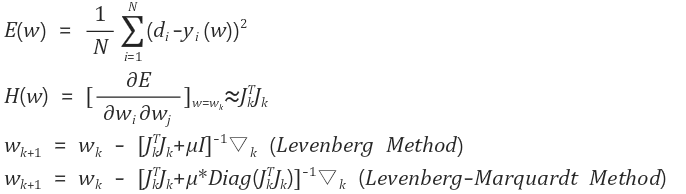 E(w) = 1/N ∑_{i=1}^{N} (d_i - y_i(w))^2
H(w) = [∂E / ∂w_i ∂w_j]_{w=w_k} ≈ J_k^T J_k
w_{k+1} = w_k - [J_k^T J_k + μI]^{-1} ▽_k (Levenberg Method)
w_{k+1} = w_k - [J_k^T J_k + μ*Diag(J_k^T J_k)]^{-1} ▽_k (Levenberg-Marquardt Method)